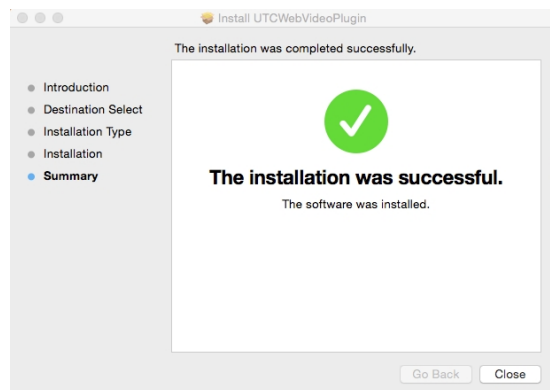 Install UTCWebVideoPlugin
The installation was completed successfully.
Introduction
Destination Select
Installation Type
Installation
Summary
The installation was successful.
The software was installed.
Go Back
Close